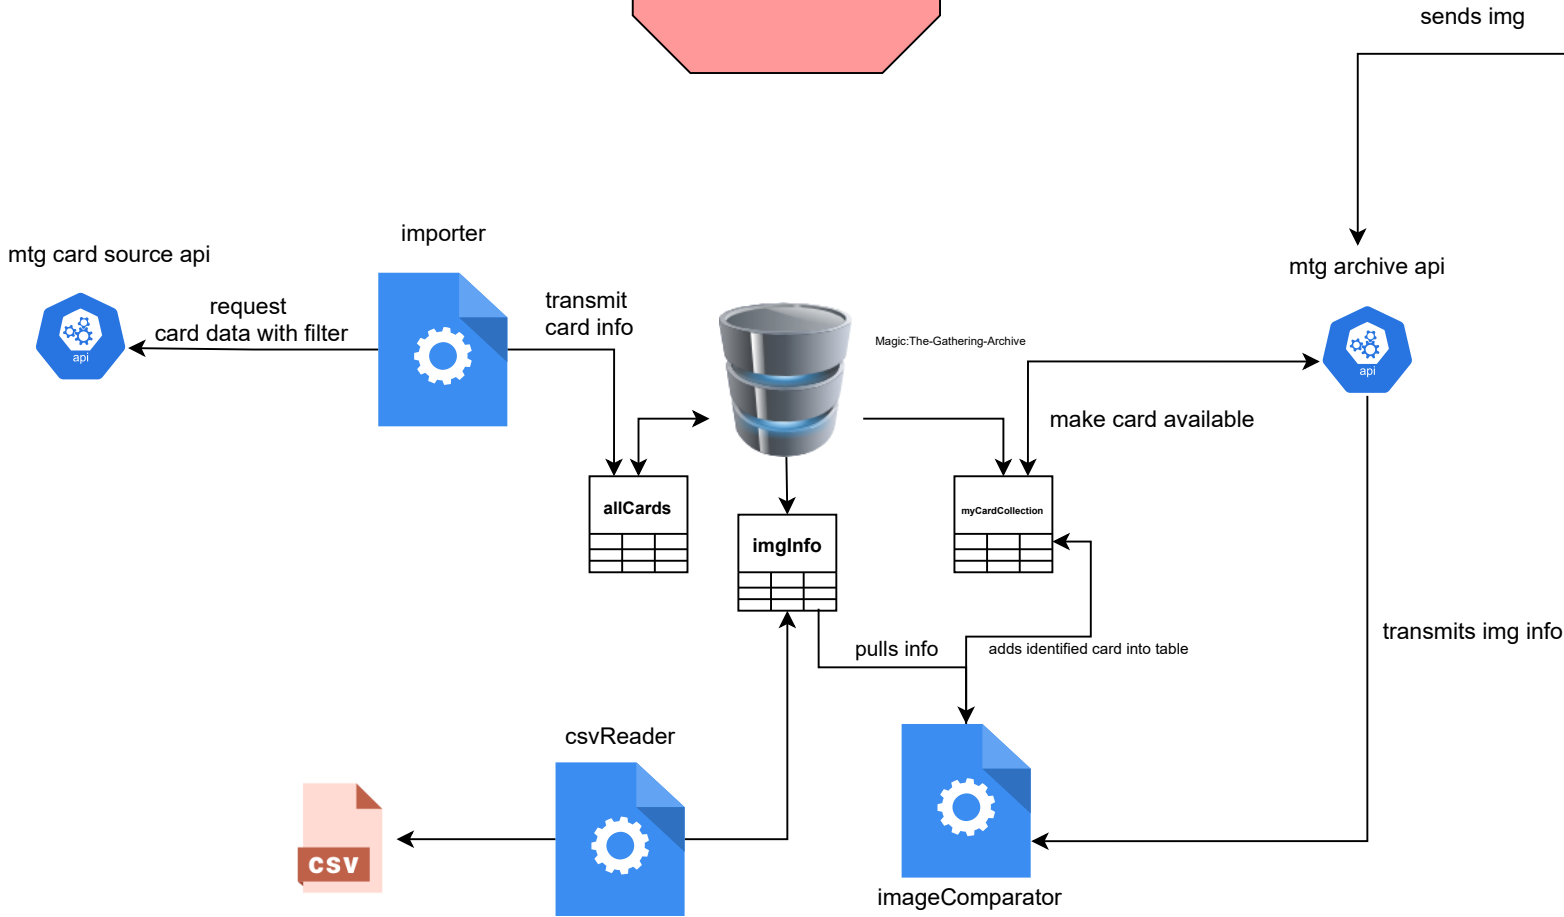 sends img
importer
mtg card source api
mtg archive api
request
card data with filter
transmit
card info
Magic:The-Gathering-Archive
api
api
make card available
allCards
myCardCollection
imgInfo
transmits img info
pulls info
adds identified card into table
csvReader
csv
imageComparator